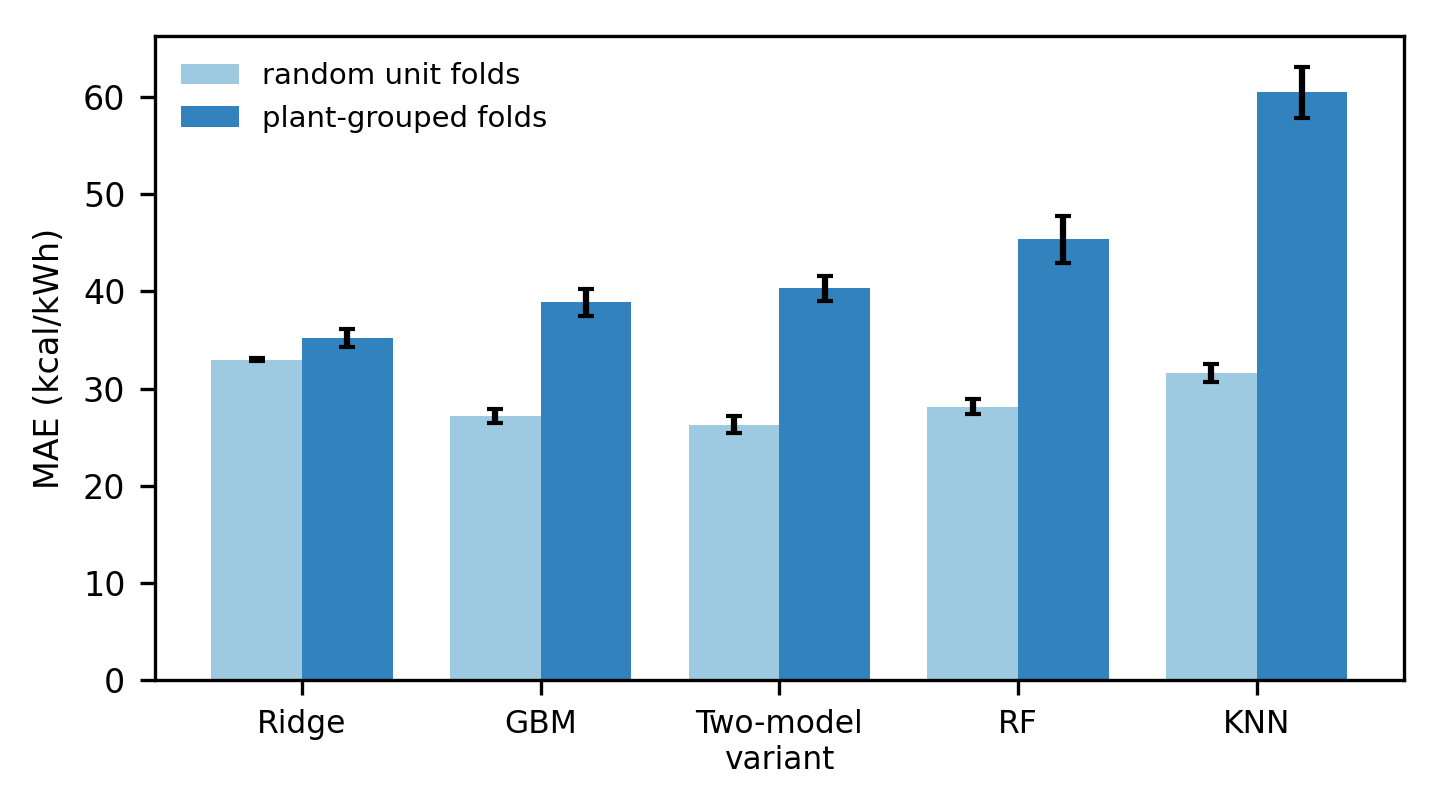 random unit folds
plant-grouped folds
MAE (kcal/kWh)
60
50
40
30
20
10
0
Ridge
GBM
Two-model
variant
RF
KNN